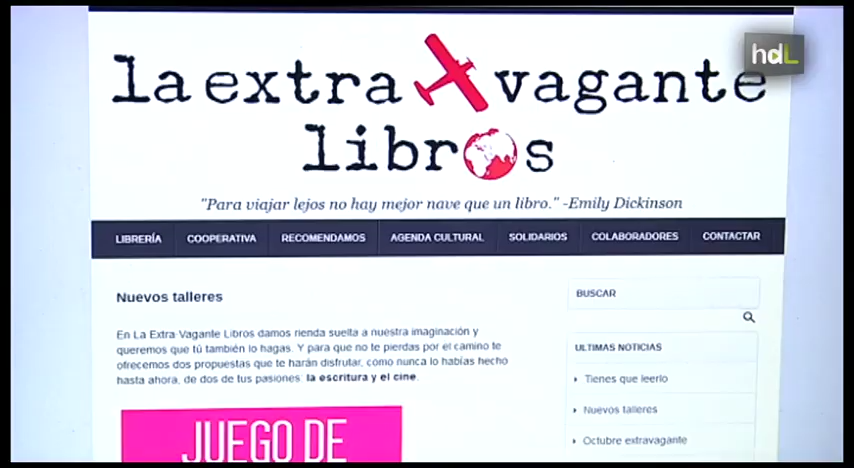 hdL
la extra vagante
libros
"Para viajar lejos no hay mejor nave que un libro." -Emily Dickinson
LIBRERÍA COOPERATIVA RECOMENDAMOS AGENDA CULTURAL SOLIDARIOS COLABORADORES CONTACTAR
Nuevos talleres
En La Extra Vagante Libros damos rienda suelta a nuestra imaginación y
queremos que tú también lo hagas. Y para que no te pierdas por el camino te
ofrecemos dos propuestas que te harán disfrutar, como nunca lo habías hecho
hasta ahora, de dos de tus pasiones: la escritura y el cine.
JUEGO DE
BUSCAR
ULTIMAS NOTICIAS
Tienes que leerlo
Nuevos talleres
Octubre extravagante